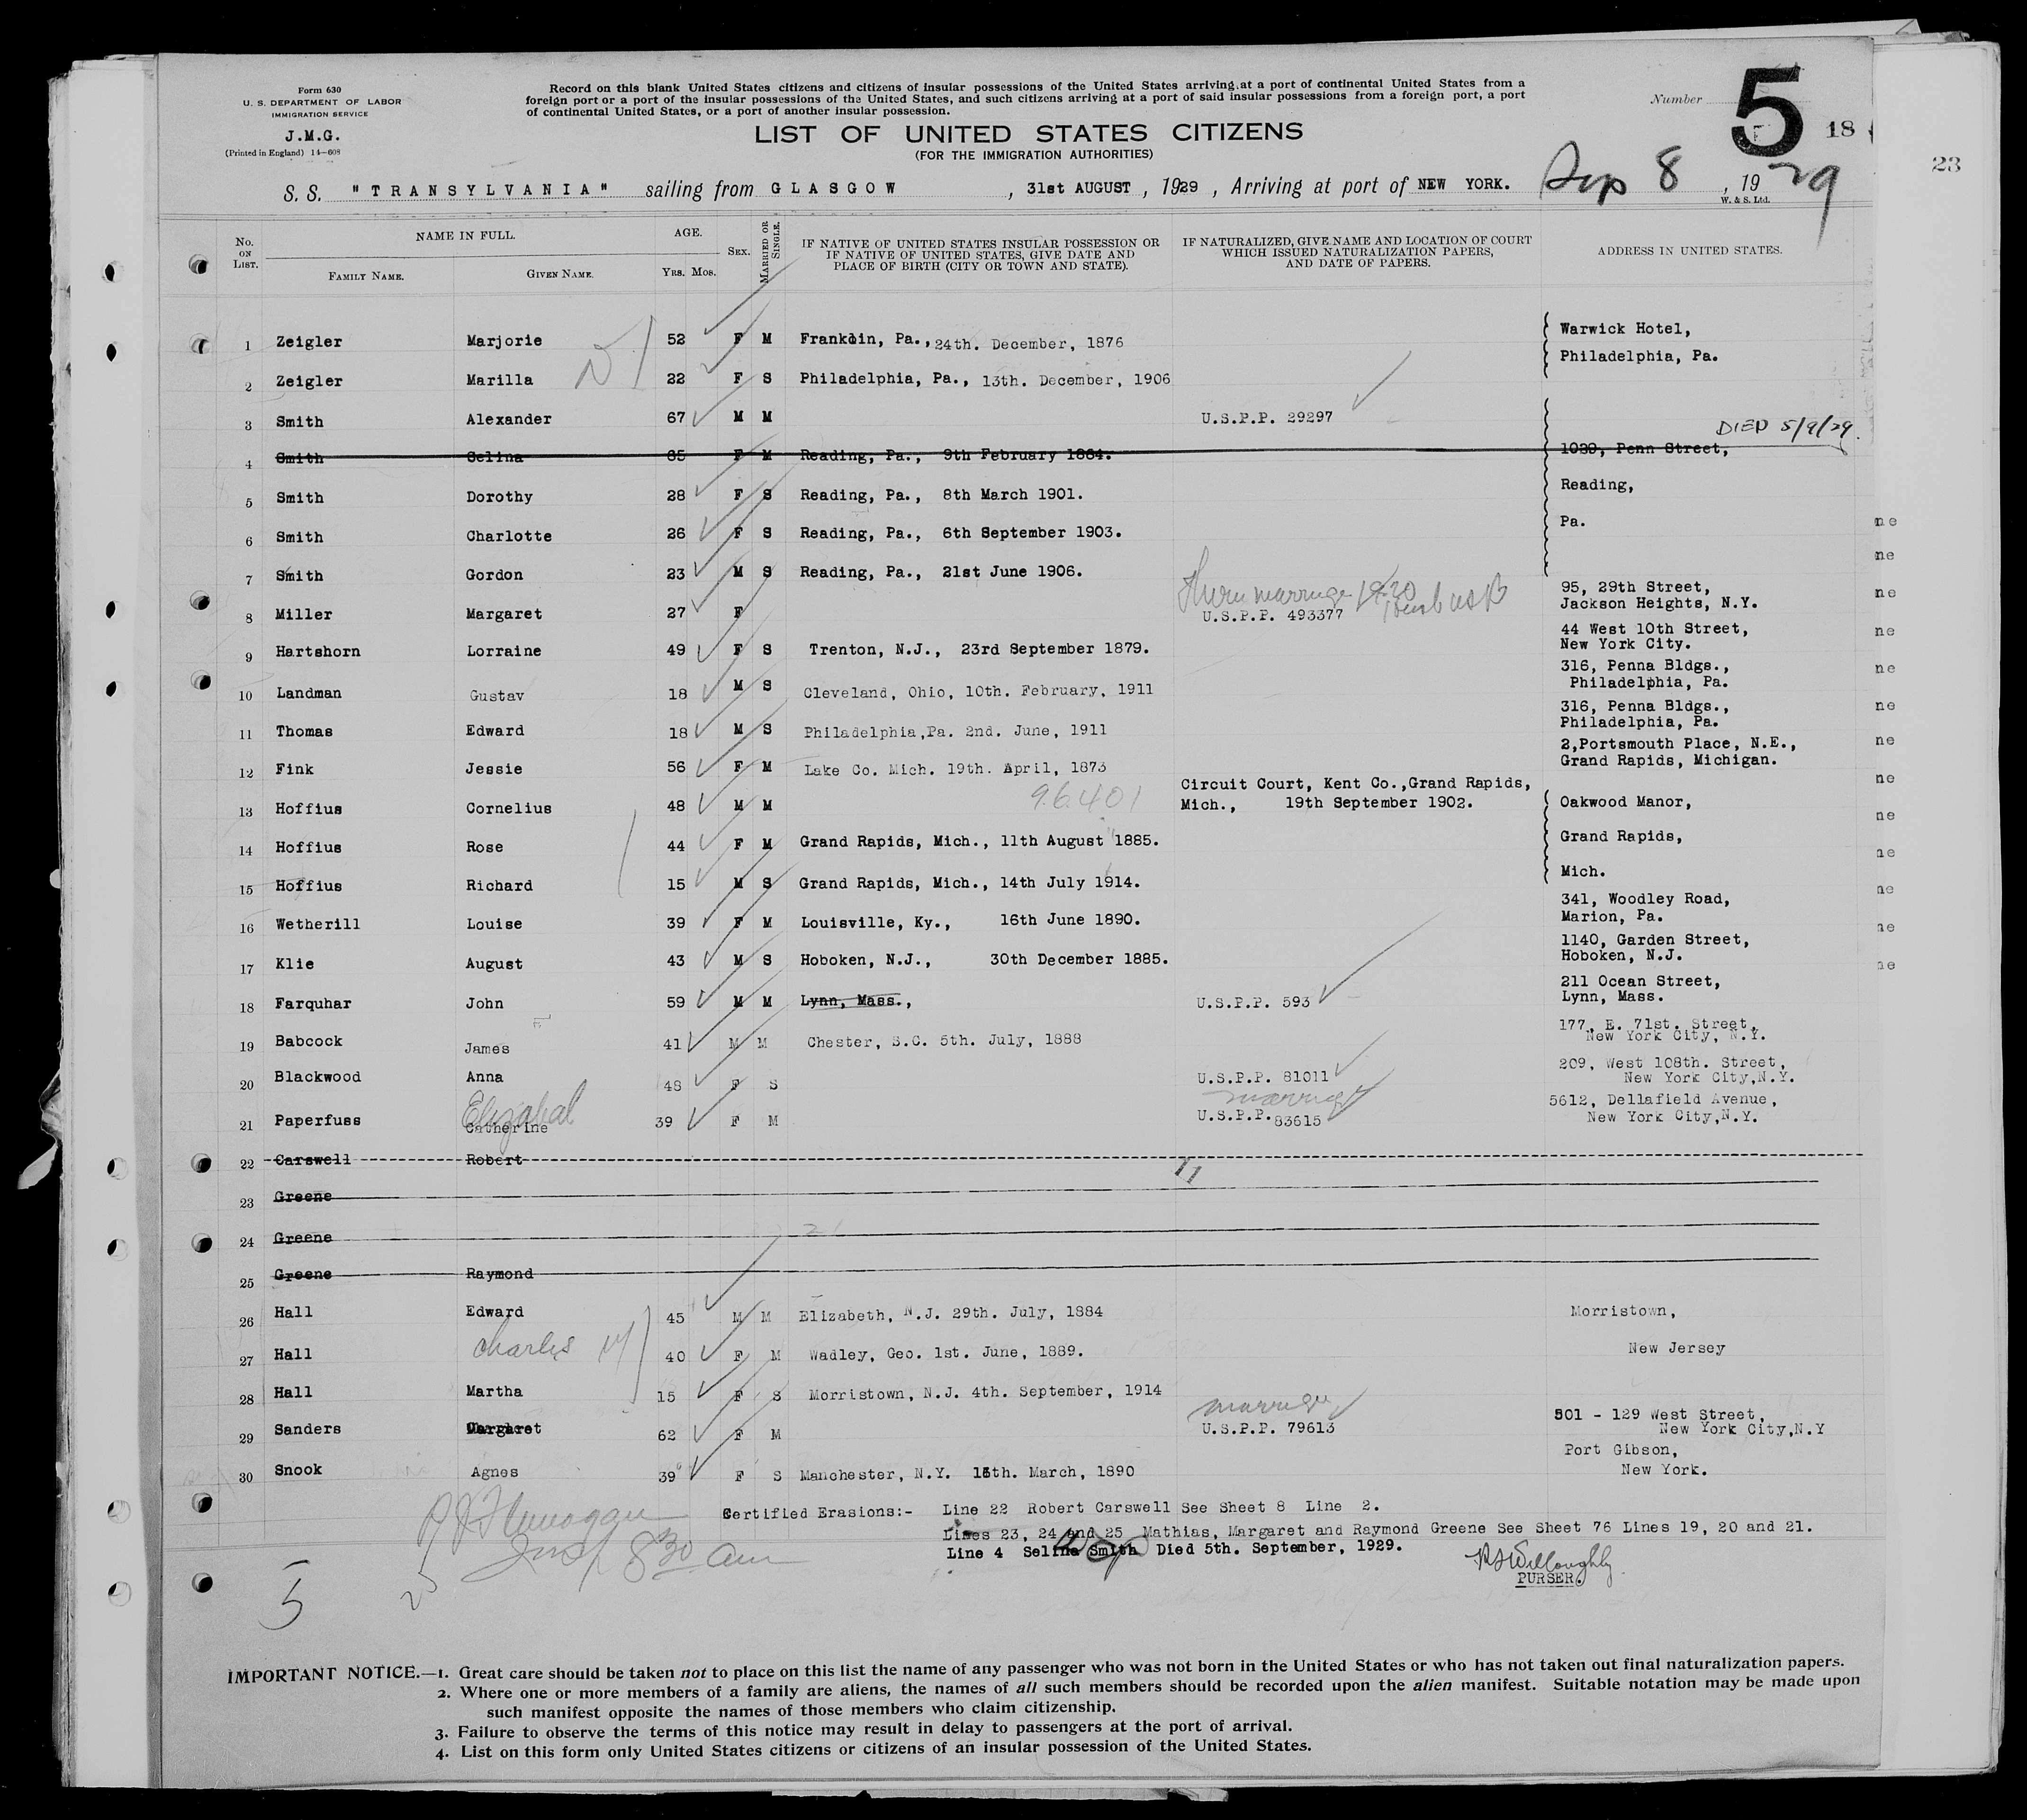 Form 630
U. S. DEPARTMENT OF LABOR
IMMIGRATION SERVICE
J.M.G.
(Printed in England) 14—608
Record on this blank United States citizens and citizens of insular possessions of the United States arriving at a port of continental United States from a
foreign port or a port of the insular possessions of the United States, and such citizens arriving at a port of said insular possessions from a foreign port, a port
of continental United States, or a port of another insular possession.
LIST OF UNITED STATES CITIZENS
(FOR THE IMMIGRATION AUTHORITIES)
Number 5 18
23
S. S. "TRANSYLVANIA" sailing from GLASGOW, 31st AUGUST, 1929, Arriving at port of NEW YORK. Sep 8, 1929
W. & S. Ltd.
No. ON LIST. NAME IN FULL. FAMILY NAME. GIVEN NAME. AGE. YRS. MOS. SEX. MARRIED OR SINGLE. IF NATIVE OF UNITED STATES INSULAR POSSESSION OR IF NATIVE OF UNITED STATES, GIVE DATE AND PLACE OF BIRTH (CITY OR TOWN AND STATE). IF NATURALIZED, GIVE NAME AND LOCATION OF COURT WHICH ISSUED NATURALIZATION PAPERS, AND DATE OF PAPERS. ADDRESS IN UNITED STATES.
1 Zeigler Marjorie 52 F M Franklin, Pa., 24th. December, 1876 Warwick Hotel,
Philadelphia, Pa.
2 Zeigler Marilla 22 F S Philadelphia, Pa., 13th. December, 1906
3 Smith Alexander 67 M M U.S.P.P. 29297
DIED 5/9/29.
4 Smith Selina 65 F M Reading, Pa., 9th February 1864. 1039, Penn Street,
5 Smith Dorothy 28 F S Reading, Pa., 8th March 1901. Reading,
6 Smith Charlotte 26 F S Reading, Pa., 6th September 1903. Pa.
7 Smith Gordon 23 M S Reading, Pa., 21st June 1906.
marriage 1920
8 Miller Margaret 27 F U.S.P.P. 493377 95, 29th Street,
Jackson Heights, N.Y.
9 Hartshorn Lorraine 49 F S Trenton, N.J., 23rd September 1879. 44 West 10th Street,
New York City.
10 Landman Gustav 18 M S Cleveland, Ohio, 10th. February, 1911 316, Penna Bldgs.,
Philadelphia, Pa.
11 Thomas Edward 18 M S Philadelphia,Pa. 2nd. June, 1911 316, Penna Bldgs.,
Philadelphia, Pa.
12 Fink Jessie 56 F M Lake Co. Mich. 19th. April, 1873 2,Portsmouth Place, N.E.,
Grand Rapids, Michigan.
13 Hoffius Cornelius 48 M M 96401 Circuit Court, Kent Co.,Grand Rapids,
Mich., 19th September 1902. Oakwood Manor,
14 Hoffius Rose 44 F M Grand Rapids, Mich., 11th August 1885. Grand Rapids,
15 Hoffius Richard 15 M S Grand Rapids, Mich., 14th July 1914. Mich.
16 Wetherill Louise 39 F M Louisville, Ky., 16th June 1890. 341, Woodley Road,
Marion, Pa.
17 Klie August 43 M S Hoboken, N.J., 30th December 1885. 1140, Garden Street,
Hoboken, N.J.
18 Farquhar John 59 M M Lynn, Mass., U.S.P.P. 593 211 Ocean Street,
Lynn, Mass.
19 Babcock James 41 M M Chester, S.C. 5th. July, 1888 177, E. 71st. Street,
New York City, N.Y.
20 Blackwood Anna 48 F S U.S.P.P. 81011 209, West 108th. Street,
New York City,N.Y.
marriage
21 Paperfuss Catherine 39 F M U.S.P.P. 83615 5612, Dellafield Avenue,
New York City,N.Y.
22 Carswell Robert
23 Greene
24 Greene
25 Greene Raymond
26 Hall Edward 45 M M Elizabeth, N.J. 29th. July, 1884 Morristown,
27 Hall Charles 40 F M Wadley, Geo. 1st. June, 1889. New Jersey
28 Hall Martha 15 F S Morristown, N.J. 4th. September, 1914
marriage
29 Sanders Margaret 62 F M U.S.P.P. 79613 501 - 129 West Street,
New York City,N.Y
30 Snook Agnes 39 F S Manchester, N.Y. 15th. March, 1890 Port Gibson,
New York.
Certified Erasions:- Line 22 Robert Carswell See Sheet 8 Line 2.
Lines 23, 24 and 25 Mathias, Margaret and Raymond Greene See Sheet 76 Lines 19, 20 and 21.
Line 4 Selina Smith Died 5th. September, 1929.
Insp 8 30 am
PURSER.
5
25
IMPORTANT NOTICE.—1. Great care should be taken not to place on this list the name of any passenger who was not born in the United States or who has not taken out final naturalization papers.
2. Where one or more members of a family are aliens, the names of all such members should be recorded upon the alien manifest. Suitable notation may be made upon
such manifest opposite the names of those members who claim citizenship.
3. Failure to observe the terms of this notice may result in delay to passengers at the port of arrival.
4. List on this form only United States citizens or citizens of an insular possession of the United States.